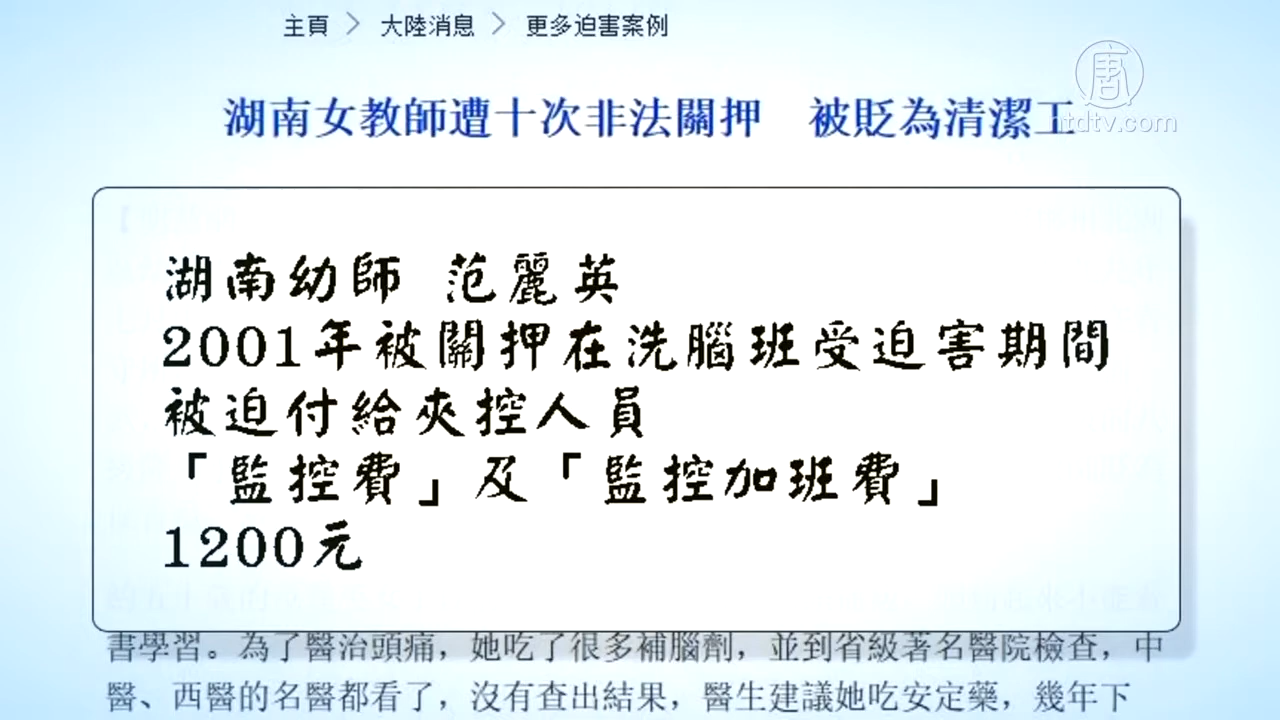 主頁 > 大陸消息 > 更多迫害案例
唐
ntdtv.com
湖南女教師遭十次非法關押 被貶為清潔工
湖南幼師 范麗英
2001年被關押在洗腦班受迫害期間
被迫付給夾控人員
「監控費」及「監控加班費」
1200元
書學習。為了醫治頭痛，她吃了很多補腦劑，並到省級著名醫院檢查，中
醫、西醫的名醫都看了，沒有查出結果，醫生建議她吃安定藥，幾年下